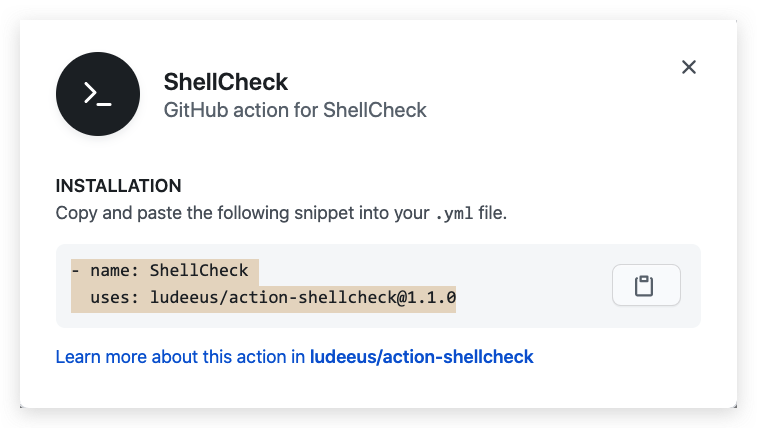 ShellCheck
GitHub action for ShellCheck
INSTALLATION
Copy and paste the following snippet into your .yml file.
- name: ShellCheck
  uses: ludeeus/action-shellcheck@1.1.0
Learn more about this action in ludeeus/action-shellcheck